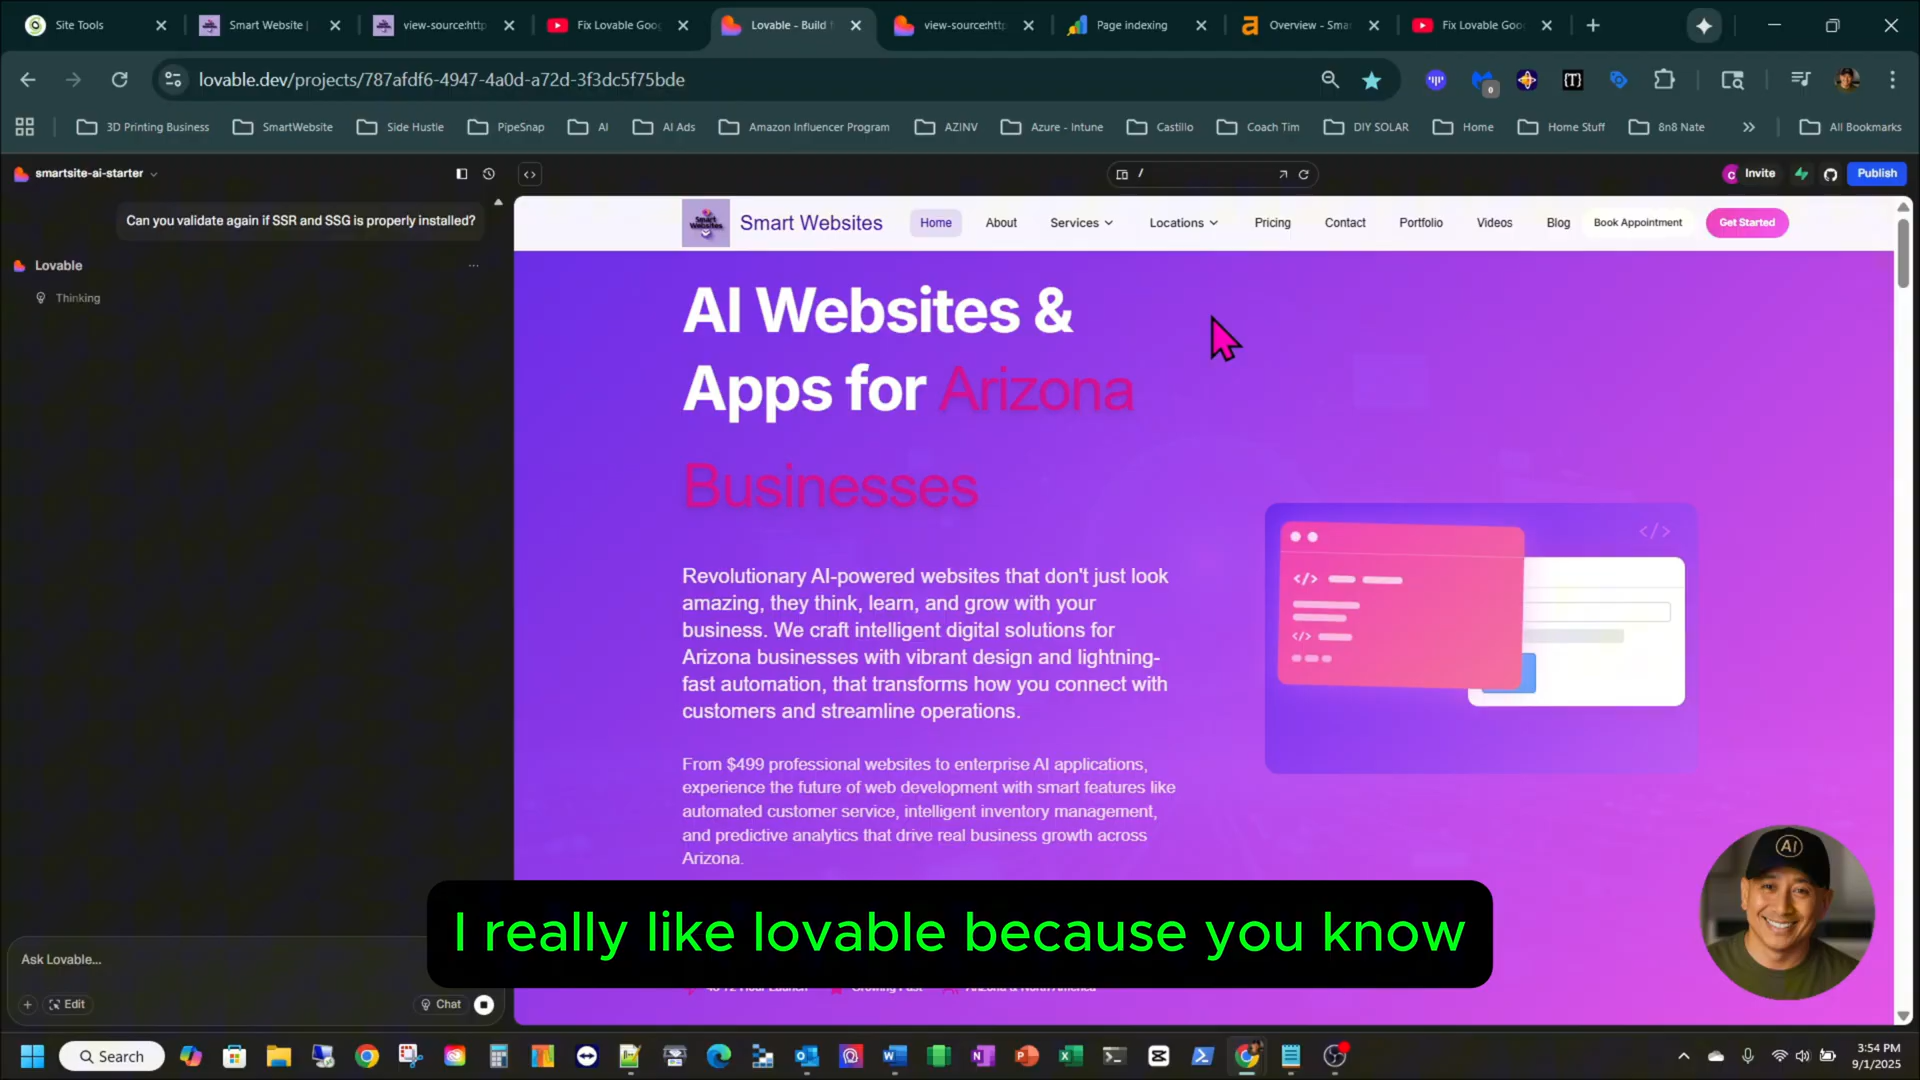 Site Tools
Smart Website |
view-source:http
Fix Lovable Goog
Lovable - Build f
view-source:http
Page indexing
Overview - Smar
Fix Lovable Goog
lovable.dev/projects/787afdf6-4947-4a0d-a72d-3f3dc5f75bde
{T}
0
3D Printing Business
SmartWebsite
Side Hustle
PipeSnap
AI
AI Ads
Amazon Influencer Program
AZINV
Azure - Intune
Castillo
Coach Tim
DIY SOLAR
Home
Home Stuff
8n8 Nate
All Bookmarks
smartsite-ai-starter
/
C
Invite
Publish
Can you validate again if SSR and SSG is properly installed?
Lovable
Thinking
Smart Websites
Smart Websites
Home
About
Services
Locations
Pricing
Contact
Portfolio
Videos
Blog
Book Appointment
Get Started
AI Websites &
Apps for Arizona
Businesses
Revolutionary AI-powered websites that don't just look
amazing, they think, learn, and grow with your
business. We craft intelligent digital solutions for
Arizona businesses with vibrant design and lightning-
fast automation, that transforms how you connect with
customers and streamline operations.
From $499 professional websites to enterprise AI applications,
experience the future of web development with smart features like
automated customer service, intelligent inventory management,
and predictive analytics that drive real business growth across
Arizona.
</>
</>
</>
AI
I really like lovable because you know
Ask Lovable...
Edit
Chat
Search
3:54 PM
9/1/2025